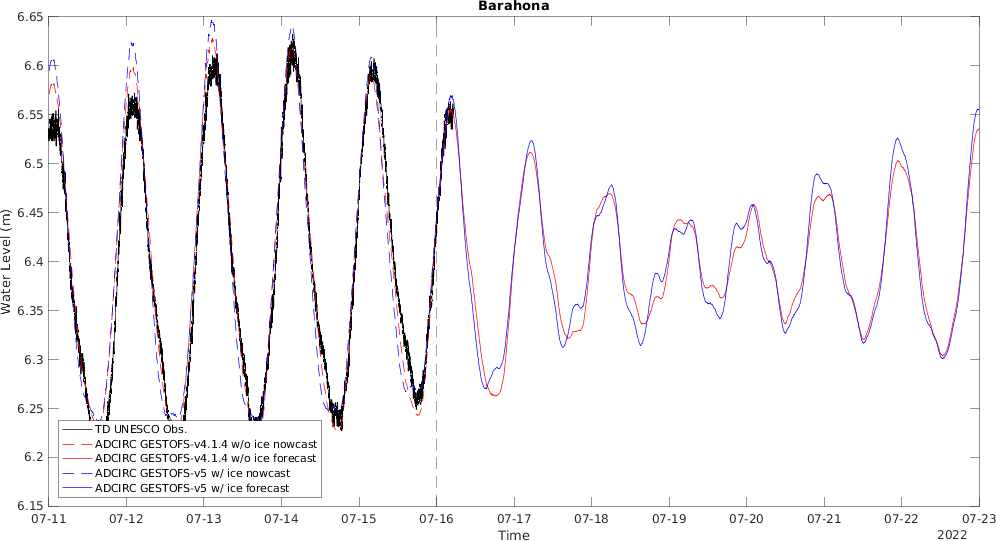 Barahona
6.65
6.6
6.55
6.5
6.45
6.4
6.35
6.3
6.25
6.2
6.15
Water Level (m)
TD UNESCO Obs.
ADCIRC GESTOFS-v4.1.4 w/o ice nowcast
ADCIRC GESTOFS-v4.1.4 w/o ice forecast
ADCIRC GESTOFS-v5 w/ ice nowcast
ADCIRC GESTOFS-v5 w/ ice forecast
07-11 07-12 07-13 07-14 07-15 07-16 07-17 07-18 07-19 07-20 07-21 07-22 07-23
Time
2022